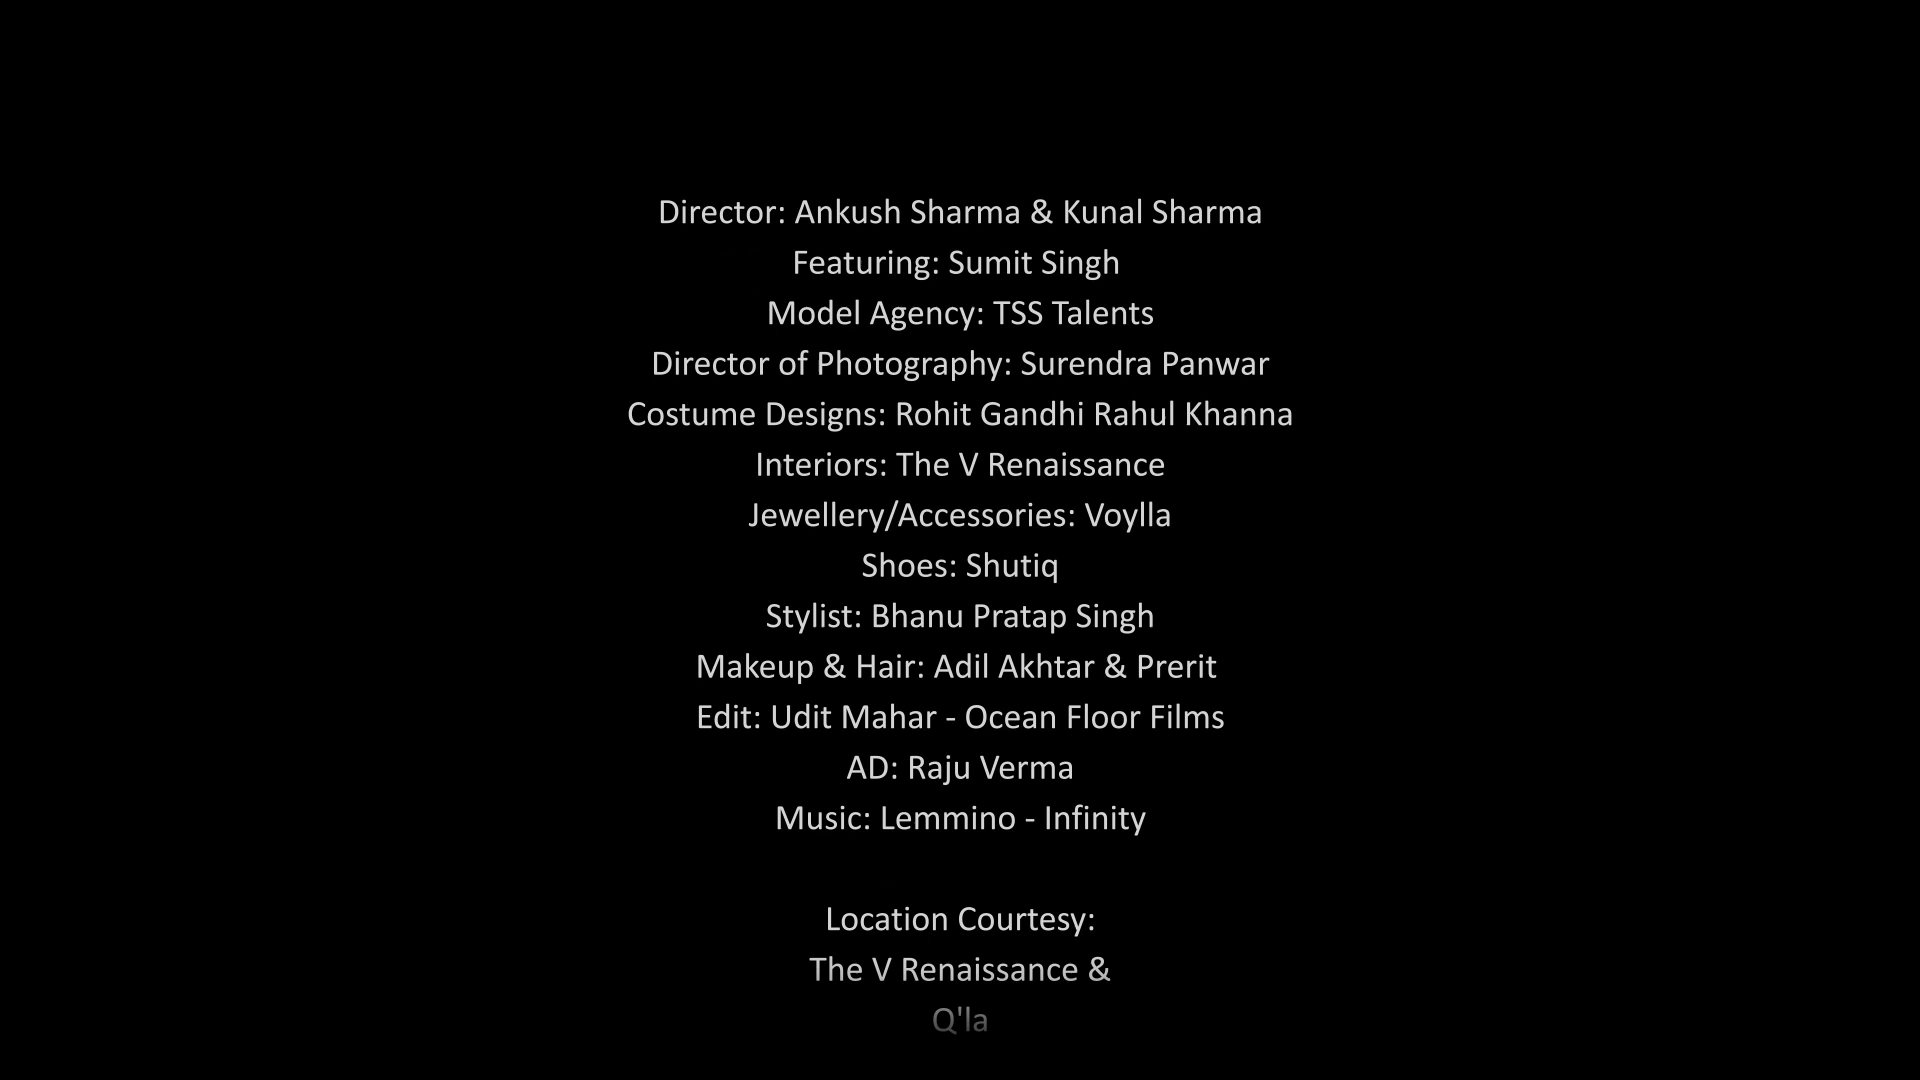 Director: Ankush Sharma & Kunal Sharma
Featuring: Sumit Singh
Model Agency: TSS Talents
Director of Photography: Surendra Panwar
Costume Designs: Rohit Gandhi Rahul Khanna
Interiors: The V Renaissance
Jewellery/Accessories: Voylla
Shoes: Shutiq
Stylist: Bhanu Pratap Singh
Makeup & Hair: Adil Akhtar & Prerit
Edit: Udit Mahar - Ocean Floor Films
AD: Raju Verma
Music: Lemmino - Infinity
Location Courtesy:
The V Renaissance &
Q'la